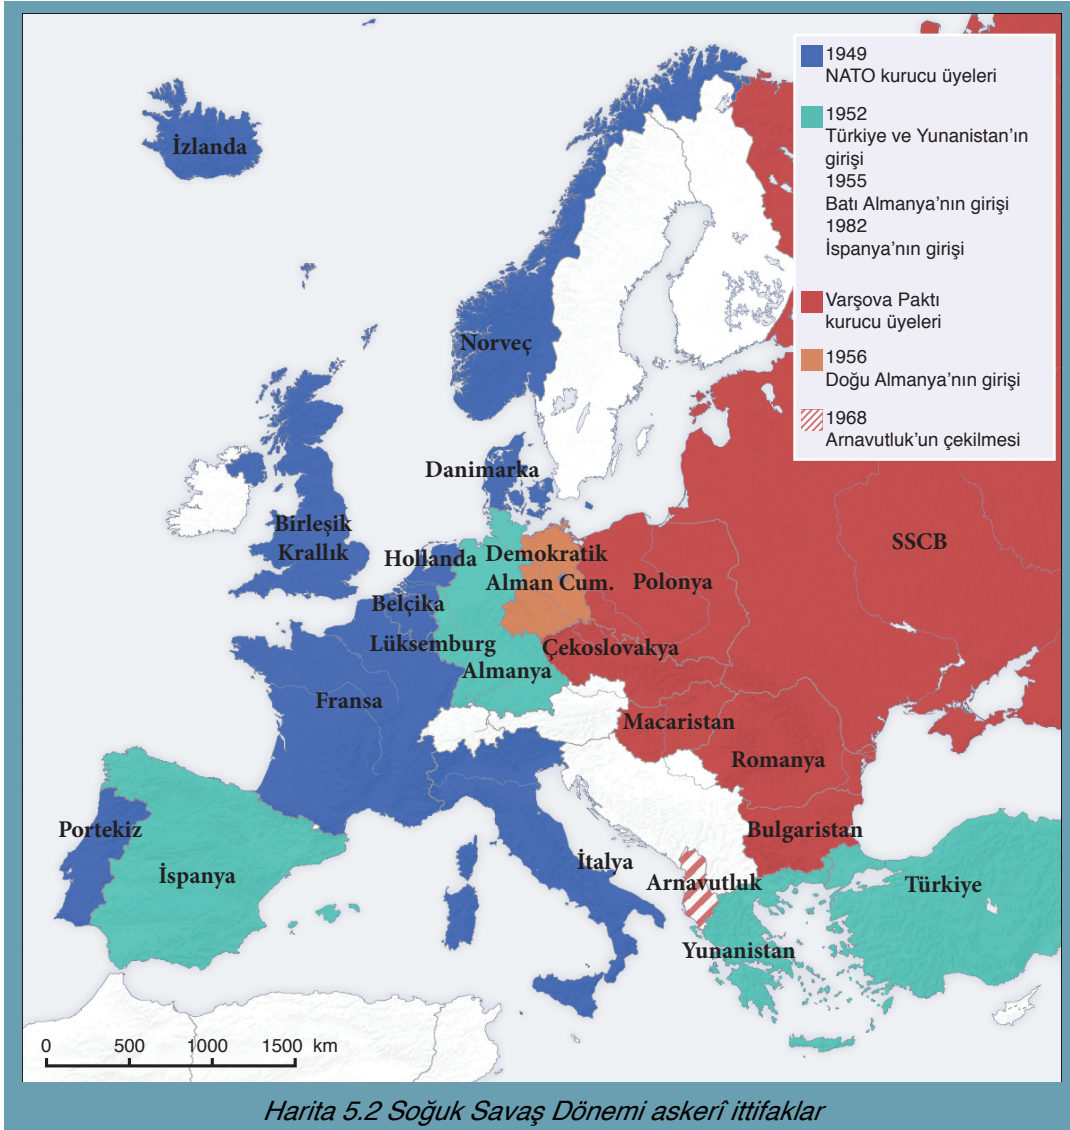 1949
NATO kurucu üyeleri
1952
Türkiye ve Yunanistan’ın
girişi
1955
Batı Almanya’nın girişi
1982
İspanya’nın girişi
Varşova Paktı
kurucu üyeleri
1956
Doğu Almanya’nın girişi
1968
Arnavutluk’un çekilmesi
İzlanda
Norveç
Danimarka
Birleşik
Krallık
Hollanda
Demokratik
Alman Cum.
Polonya
SSCB
Belçika
Lüksemburg
Almanya
Çekoslovakya
Fransa
Macaristan
Romanya
Portekiz
İspanya
İtalya
Bulgaristan
Arnavutluk
Türkiye
Yunanistan
0 500 1000 1500 km
Harita 5.2 Soğuk Savaş Dönemi askerî ittifaklar